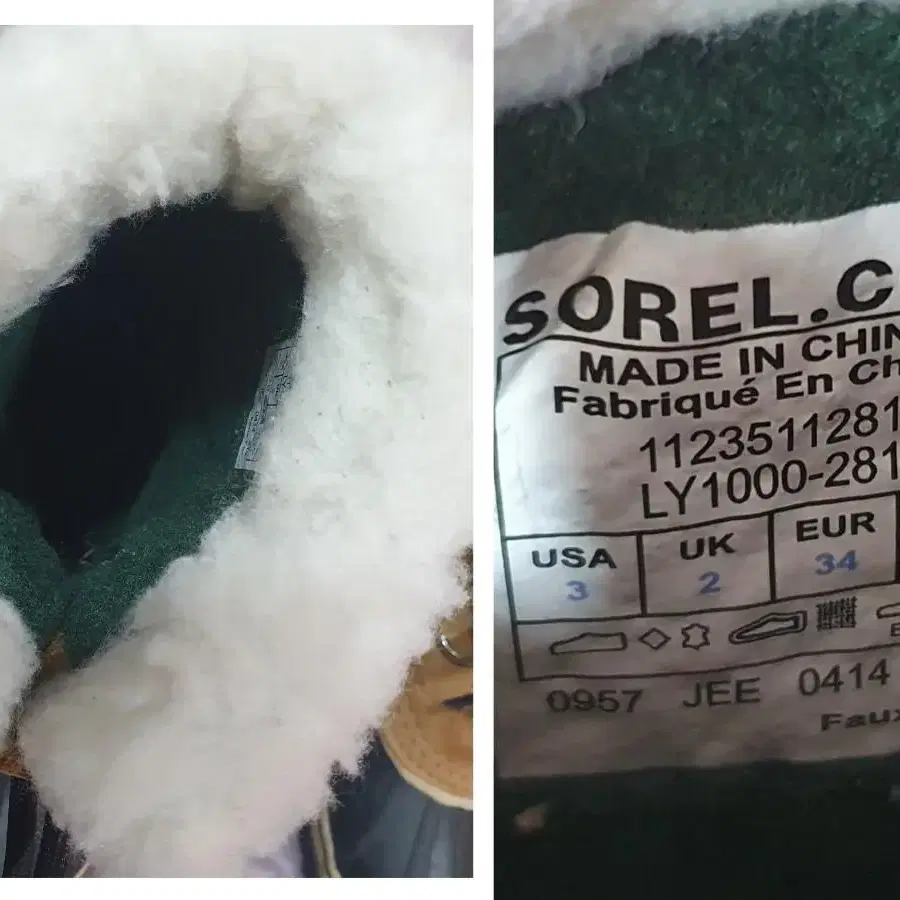 SOREL.C
MADE IN CHIN
Fabriqué En Ch
1123511281
LY1000-281
USA UK EUR
3 2 34
0957 JEE 0414
Faux